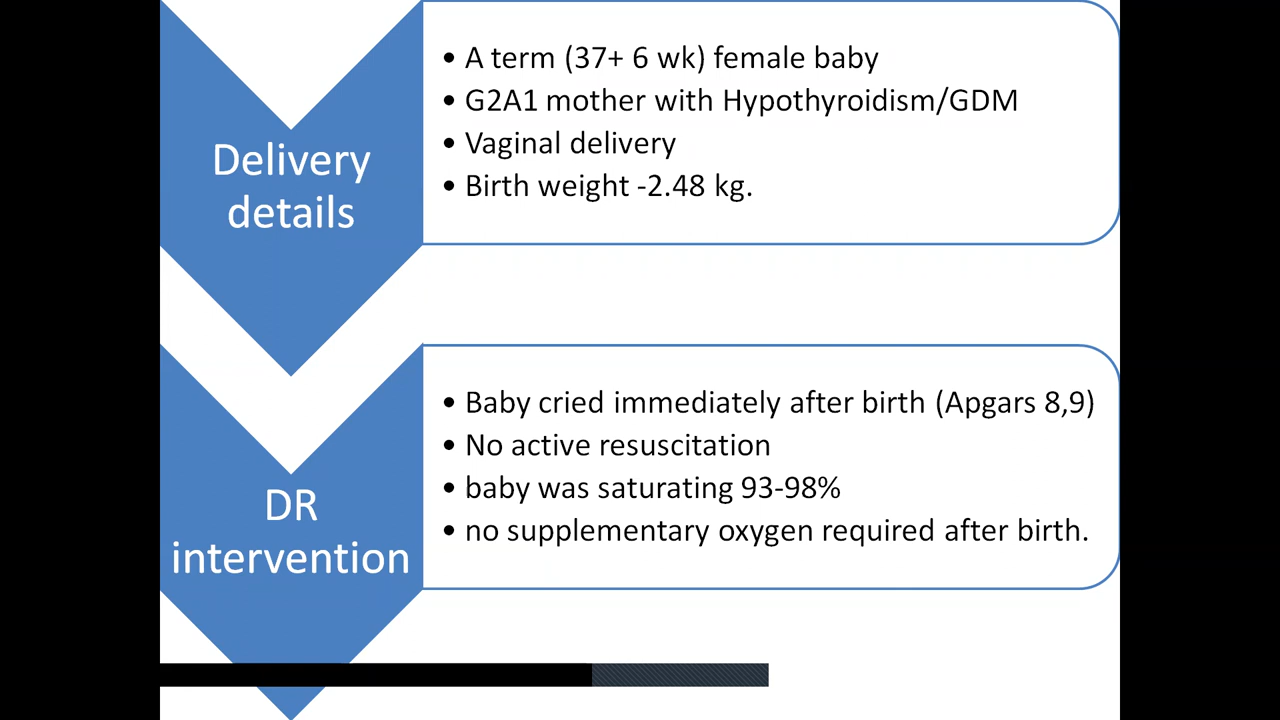 Delivery
details
• A term (37+ 6 wk) female baby
• G2A1 mother with Hypothyroidism/GDM
• Vaginal delivery
• Birth weight -2.48 kg.
DR
intervention
• Baby cried immediately after birth (Apgars 8,9)
• No active resuscitation
• baby was saturating 93-98%
• no supplementary oxygen required after birth.